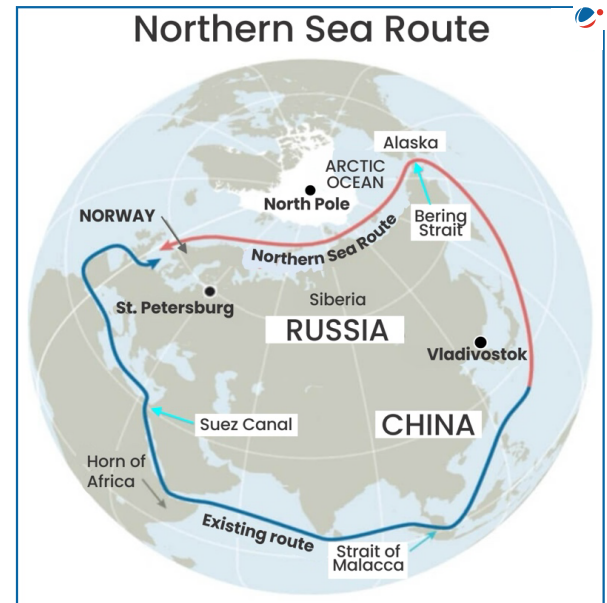 Northern Sea Route
Alaska
ARCTIC
OCEAN
North Pole
NORWAY
Bering
Strait
Northern Sea Route
St. Petersburg
Siberia
RUSSIA
Vladivostok
Suez Canal
CHINA
Horn of
Africa
Existing route
Strait of
Malacca